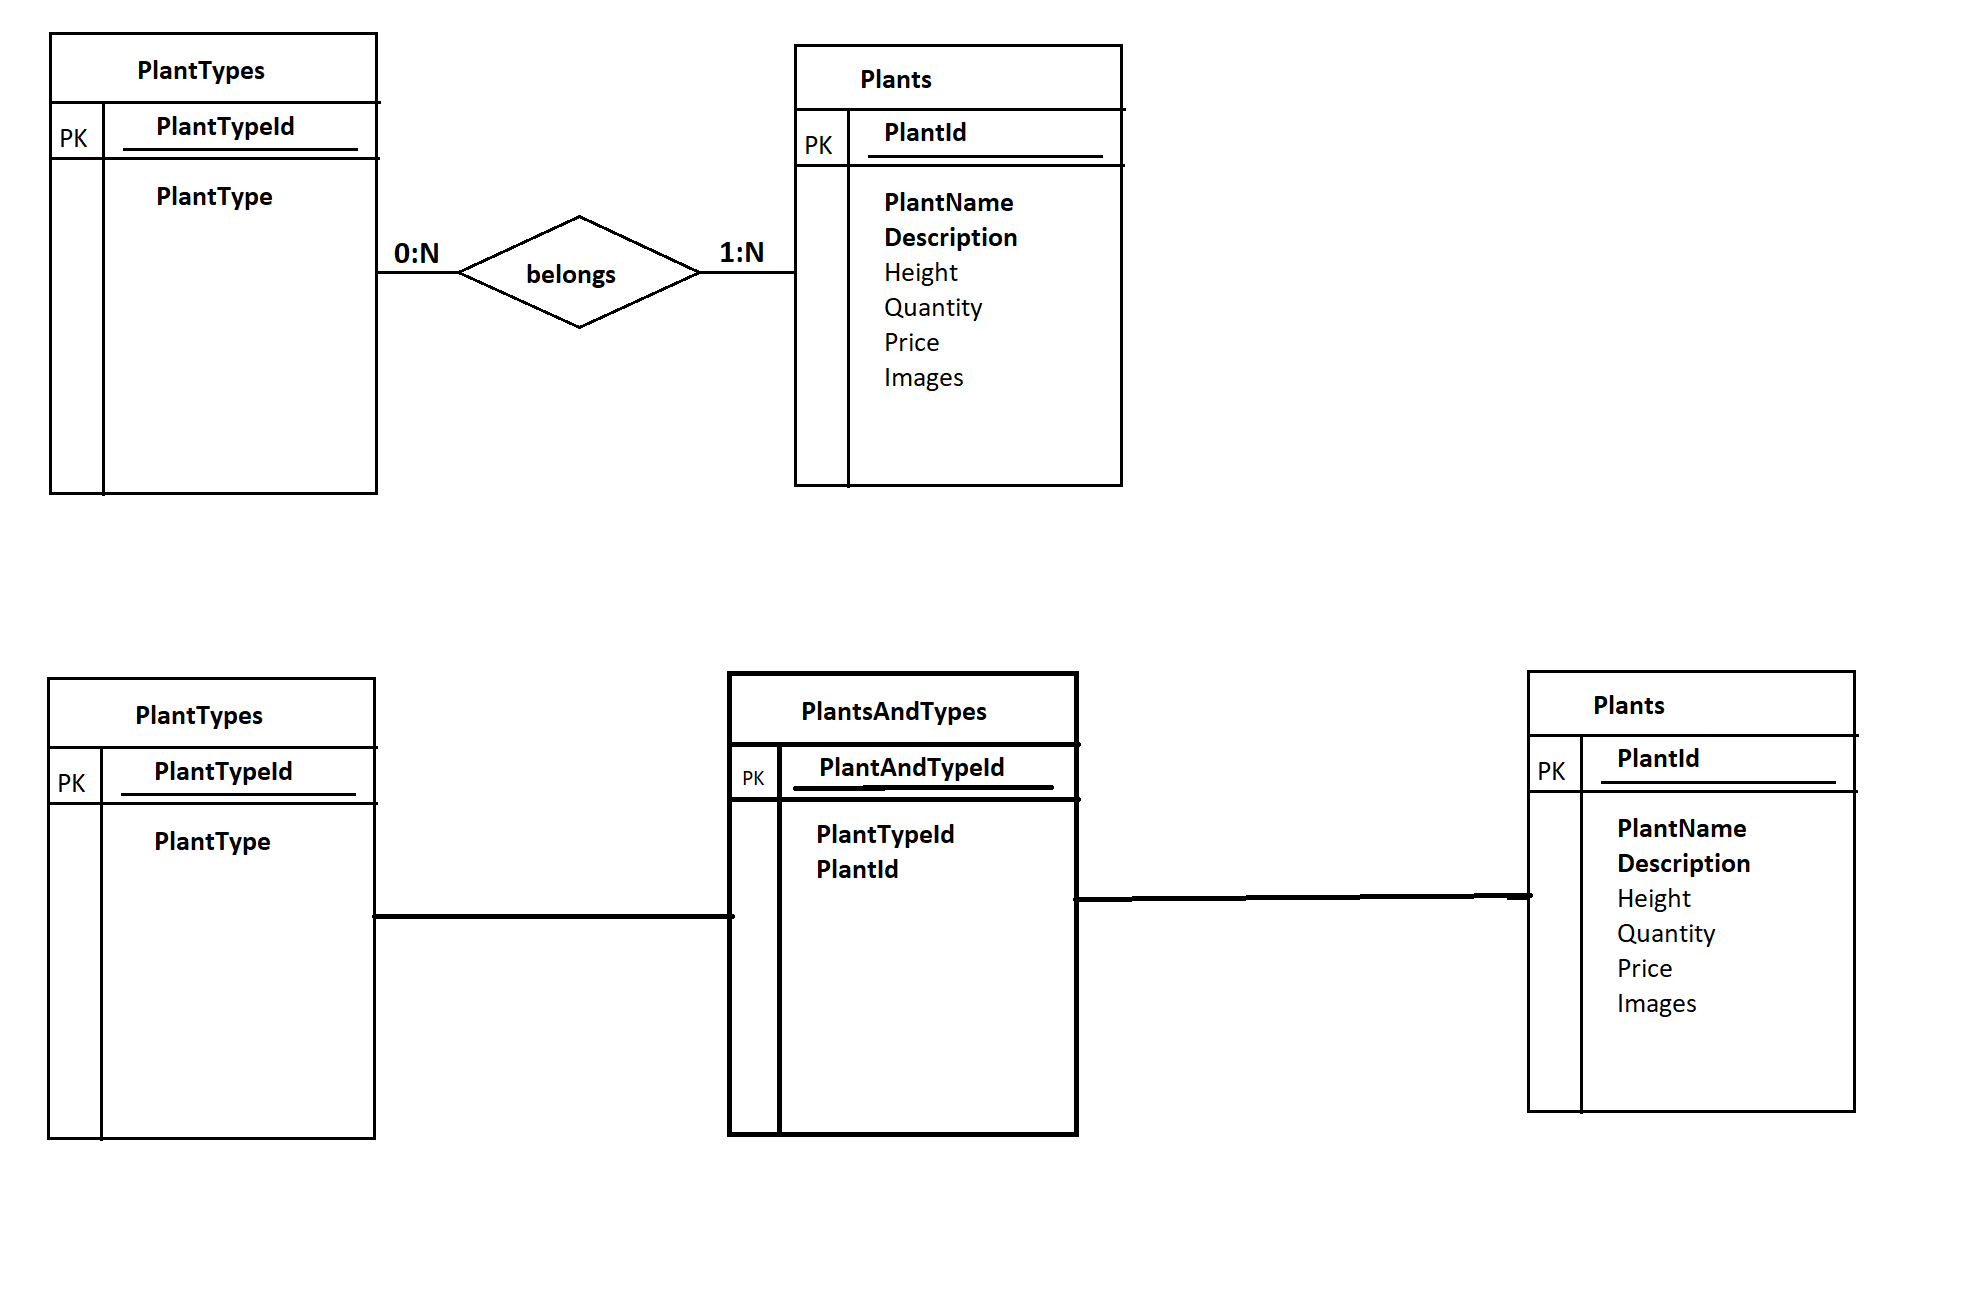 PlantTypes
PK
PlantTypeId
PlantType
0:N
belongs
1:N
Plants
PK
PlantId
PlantName
Description
Height
Quantity
Price
Images
PlantTypes
PK
PlantTypeId
PlantType
PlantsAndTypes
PK
PlantAndTypeId
PlantTypeId
PlantId
Plants
PK
PlantId
PlantName
Description
Height
Quantity
Price
Images